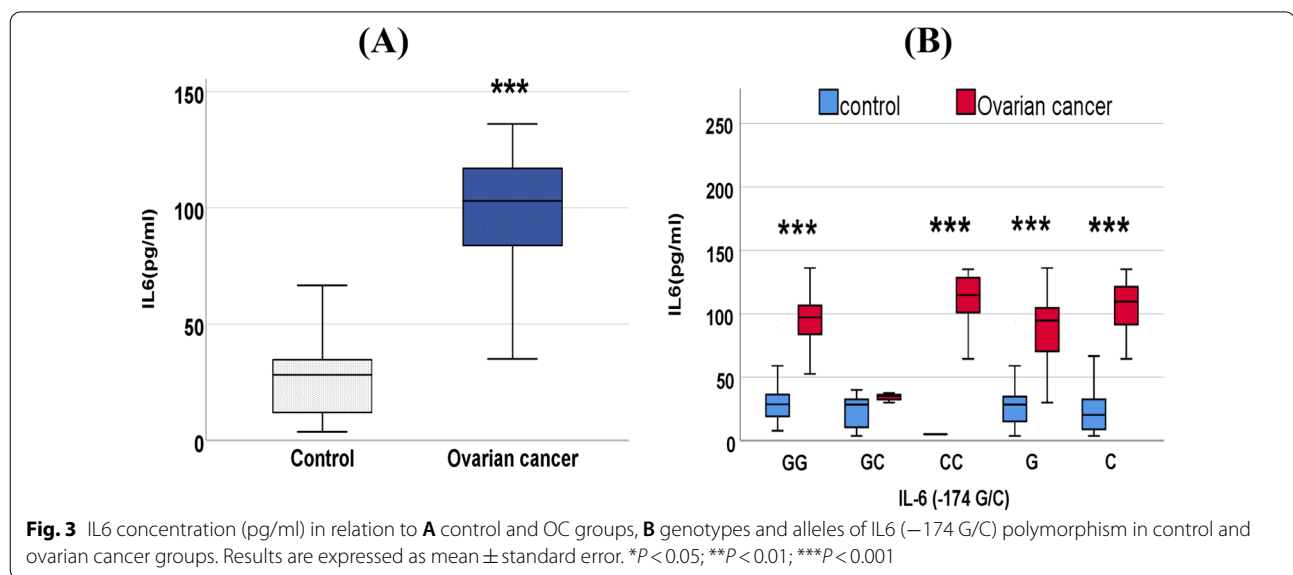 (A)
IL6(pg/ml)
150
100
50
0
***
Control
Ovarian cancer
(B)
control
Ovarian cancer
IL6(pg/ml)
250
200
150
100
50
0
***
***
***
***
GG
GC
CC
G
C
IL-6 (-174 G/C)
Fig. 3 IL6 concentration (pg/ml) in relation to A control and OC groups, B genotypes and alleles of IL6 (−174 G/C) polymorphism in control and
ovarian cancer groups. Results are expressed as mean ± standard error. *P < 0.05; **P < 0.01; ***P < 0.001